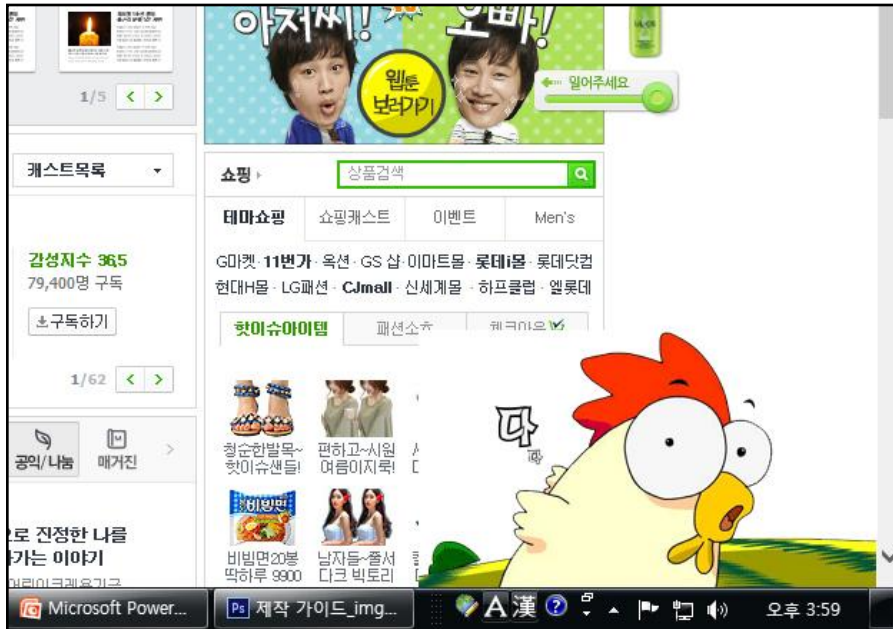 아저씨!
오빠!
웹툰
보러가기
밀어주세요
1/5
캐스트목록
쇼핑
상품검색
테마쇼핑 쇼핑캐스트 이벤트 Men's
감성지수 36.5
79,400명 구독
구독하기
G마켓 · 11번가 · 옥션 · GS 샵 · 이마트몰 · 롯데i몰 · 롯데닷컴
현대H몰 · LG패션 · CJmall · 신세계몰 · 하프클럽 · 엘롯데
핫이슈아이템 패션소호 체크아웃
1/62
청순한발목~
핫이슈샌들!
편하고~시원
여름이지룩!
다
다
공익/나눔 매거진
비빔면
비빔면20봉
딱하루 9900
남자들~줄서
다크 빅토리
으로 진정한 나를
가는 이야기
Microsoft Power...
Ps 제작 가이드_img...
A 漢
오후 3:59